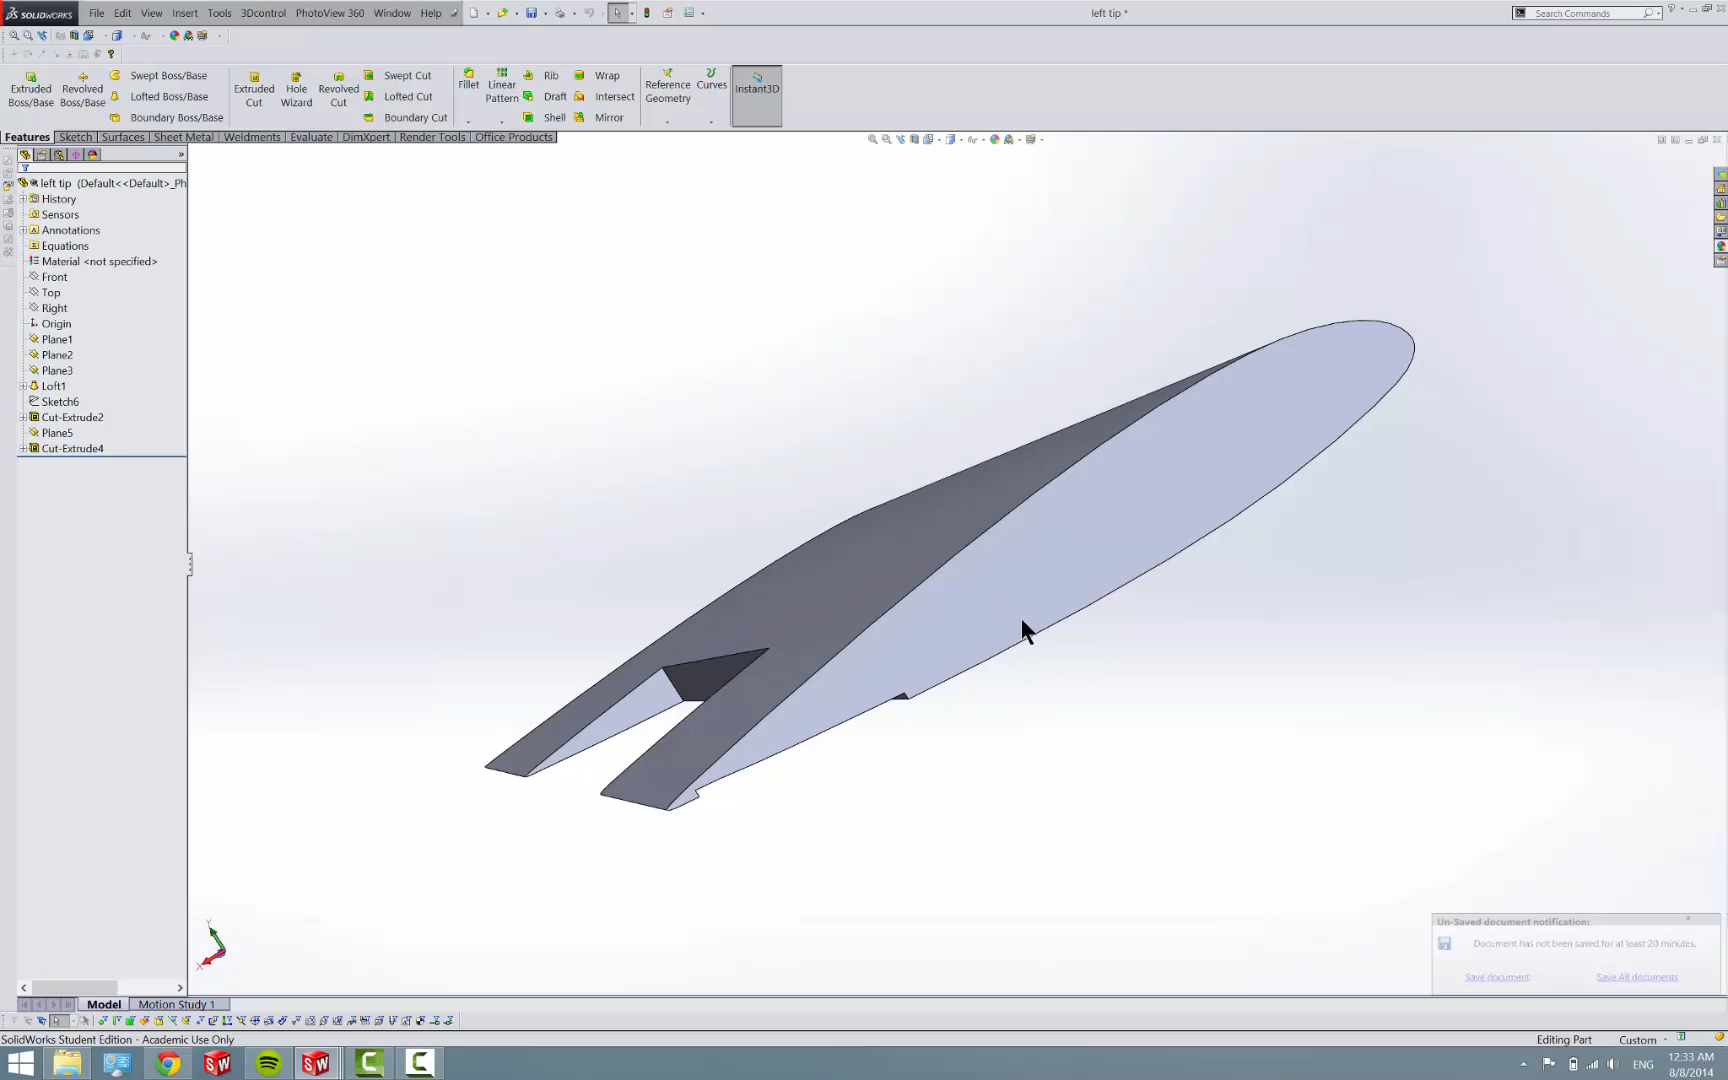 SOLIDWORKS File Edit View Insert Tools 3Dcontrol PhotoView 360 Window Help left tip * Search Commands
Extruded Boss/Base
Revolved Boss/Base
Swept Boss/Base
Lofted Boss/Base
Boundary Boss/Base
Extruded Cut
Hole Wizard
Revolved Cut
Swept Cut
Lofted Cut
Boundary Cut
Fillet
Linear Pattern
Rib
Draft
Shell
Wrap
Intersect
Mirror
Reference Geometry
Curves
Instant3D
Features Sketch Surfaces Sheet Metal Weldments Evaluate DimXpert Render Tools Office Products
left tip (Default<<Default>_Ph
History
Sensors
Annotations
Equations
Material <not specified>
Front
Top
Right
Origin
Plane1
Plane2
Plane3
Loft1
Sketch6
Cut-Extrude2
Plane5
Cut-Extrude4
Y
X
Un-Saved document notification:
Document has not been saved for at least 20 minutes.
Save document Save All documents
Model Motion Study 1
SolidWorks Student Edition - Academic Use Only Editing Part Custom
ENG 12:33 AM
8/8/2014